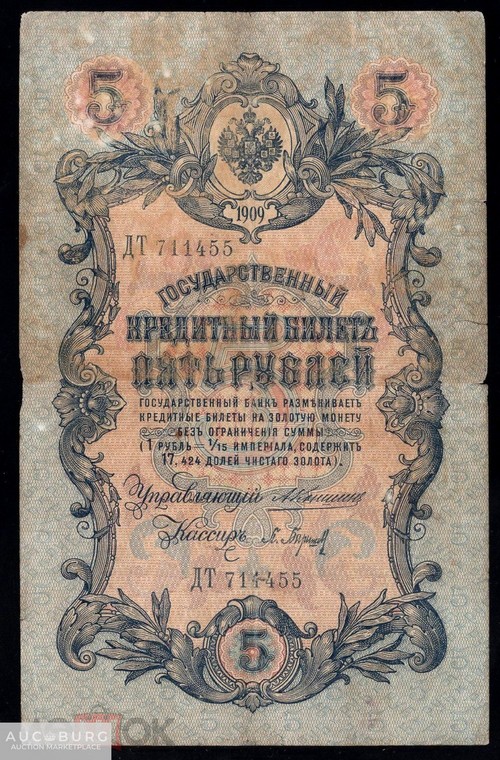 5 5
1909
ДТ 711455
ГОСУДАРСТВЕННЫЙ
КРЕДИТНЫЙ БИЛЕТЪ
ПЯТЬ РУБЛЕЙ
ГОСУДАРСТВЕННЫЙ БАНКЪ РАЗМѢНИВАЕТЪ
КРЕДИТНЫЕ БИЛЕТЫ НА ЗОЛОТУЮ МОНЕТУ
БЕЗЪ ОГРАНИЧЕНІЯ СУММЫ
(1 РУБЛЬ = 1/15 ИМПЕРІАЛА, СОДЕРЖИТЪ
17,424 ДОЛЕЙ ЧИСТАГО ЗОЛОТА).
Управляющій
Кассиръ
ДТ 711455
5
AUC BURG
AUCTION MARKETPLACE